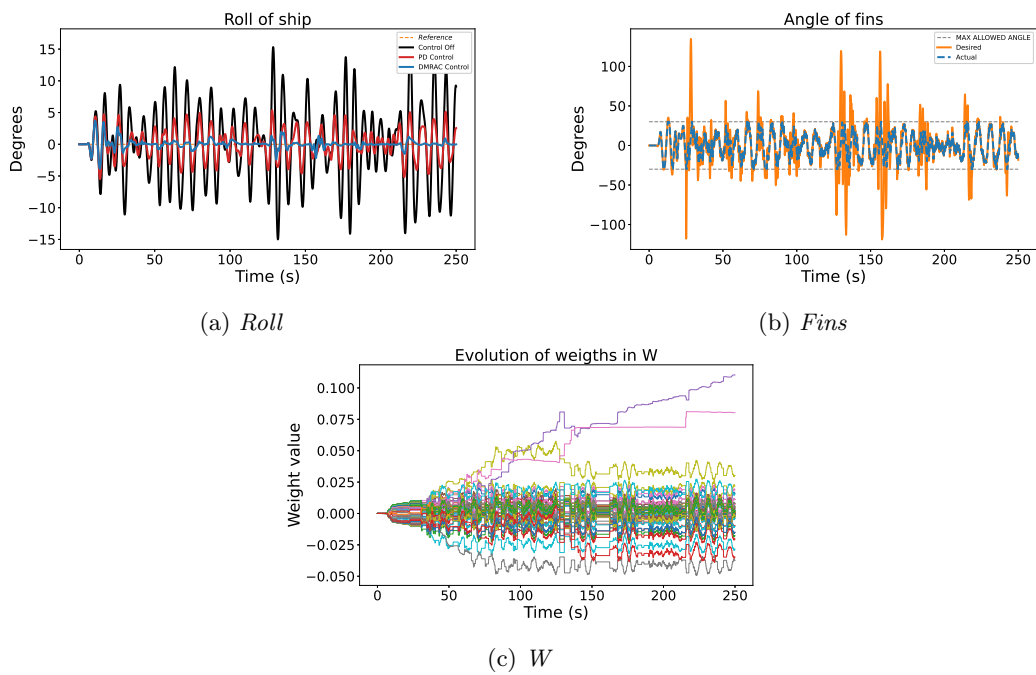 Roll of ship
Reference
Control Off
PD Control
DMRAC Control
15
10
5
0
−5
−10
−15
Degrees
0 50 100 150 200 250
Time (s)
(a) Roll
Angle of fins
MAX ALLOWED ANGLE
Desired
Actual
100
50
0
−50
−100
Degrees
0 50 100 150 200 250
Time (s)
(b) Fins
Evolution of weigths in W
0.100
0.075
0.050
0.025
0.000
−0.025
−0.050
Weight value
0 50 100 150 200 250
Time (s)
(c) W